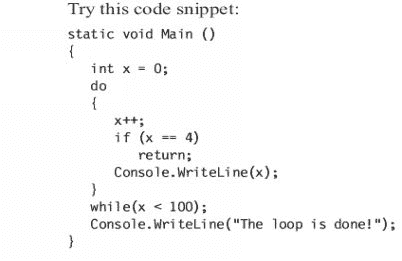 Try this code snippet:
static void Main ()
{
int x = 0;
do
{
x++;
if (x == 4)
return;
Console.WriteLine(x);
}
while(x < 100);
Console.WriteLine("The loop is done!");
}